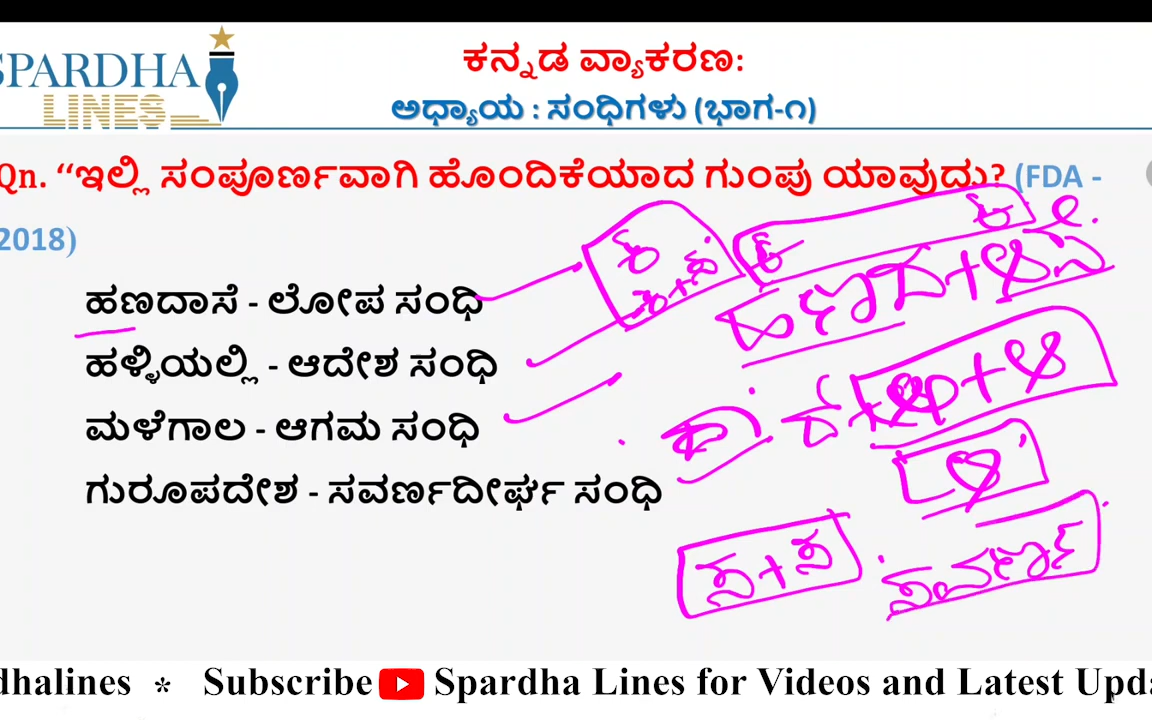 SPARDHA
LINES
ಕನ್ನಡ ವ್ಯಾಕರಣ:
ಅಧ್ಯಾಯ : ಸಂಧಿಗಳು (ಭಾಗ-೧)
Qn. “ಇಲ್ಲಿ ಸಂಪೂರ್ಣವಾಗಿ ಹೊಂದಿಕೆಯಾದ ಗುಂಪು ಯಾವುದು? (FDA -
2018)
ಹಣದಾಸೆ - ಲೋಪ ಸಂಧಿ
ಹಳ್ಳಿಯಲ್ಲಿ - ಆದೇಶ ಸಂಧಿ
ಮಳೆಗಾಲ - ಆಗಮ ಸಂಧಿ
ಗುರೂಪದೇಶ - ಸವರ್ಣದೀರ್ಘ ಸಂಧಿ
ಸ+ಸ
ಸವರ್ಣ
dhalines * Subscribe Spardha Lines for Videos and Latest Upda